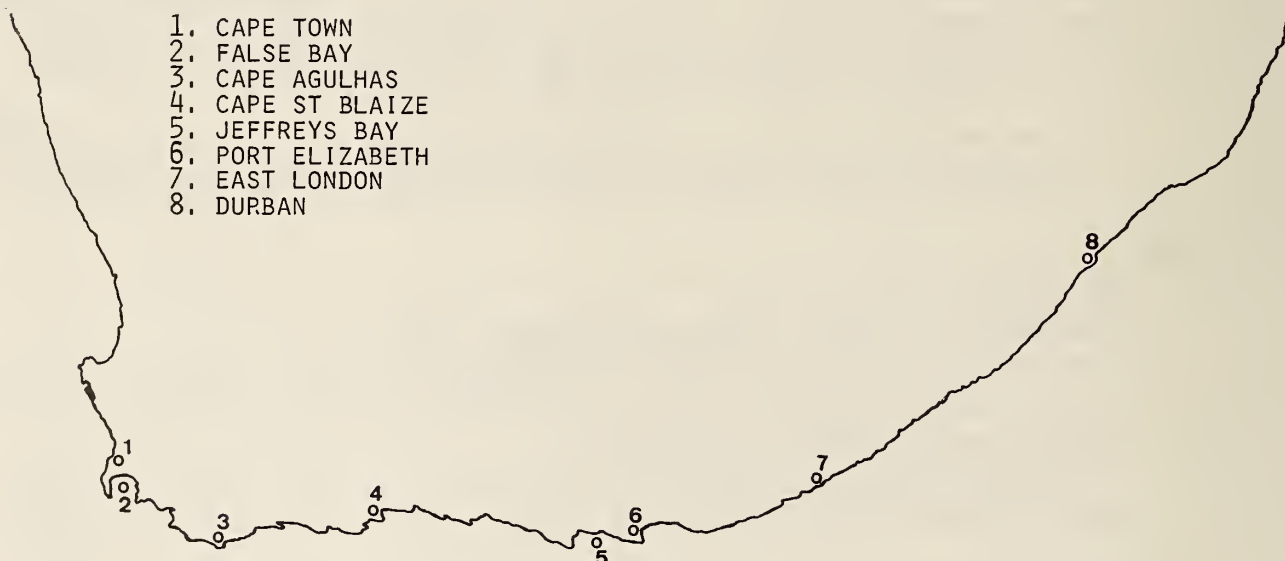 1. CAPE TOWN
2. FALSE BAY
3. CAPE AGULHAS
4. CAPE ST BLAIZE
5. JEFFREYS BAY
6. PORT ELIZABETH
7. EAST LONDON
8. DURBAN
8
1
2
3
4
5
6
7